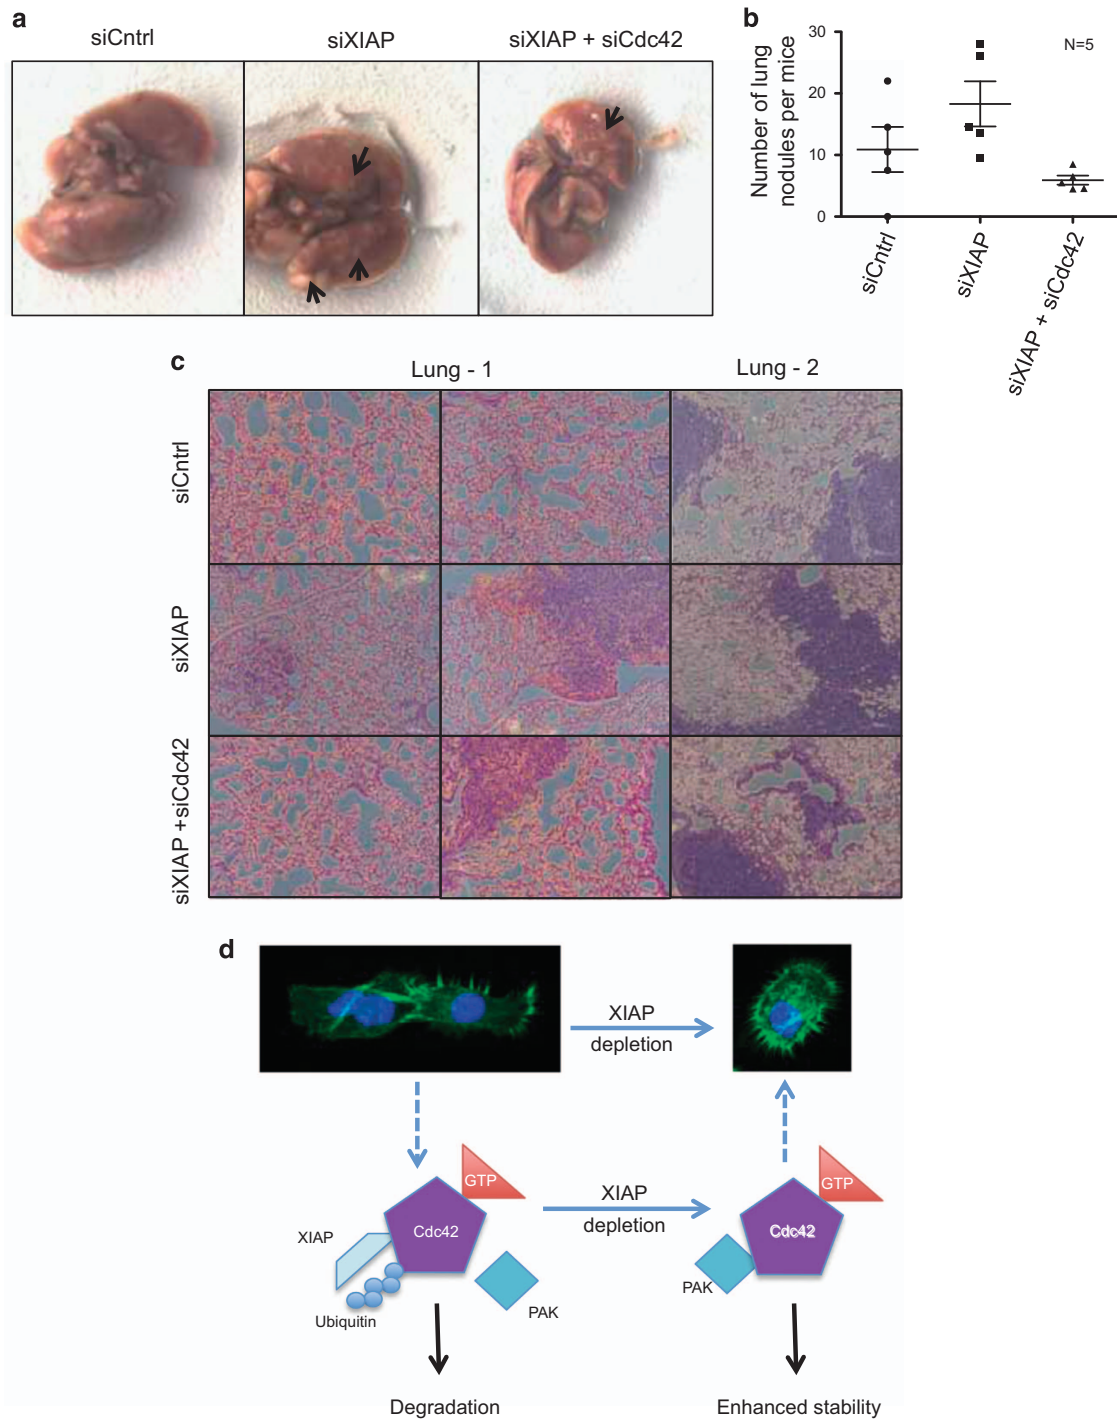 a
siCntrl
siXIAP
siXIAP + siCdc42
b
Number of lung
nodules per mice
30
20
10
0
N=5
siCntrl
siXIAP
siXIAP + siCdc42
c
Lung - 1
Lung - 2
siCntrl
siXIAP
siXIAP +siCdc42
d
XIAP
depletion
GTP
Cdc42
XIAP
Ubiquitin
PAK
XIAP
depletion
GTP
Cdc42
PAK
Degradation
Enhanced stability